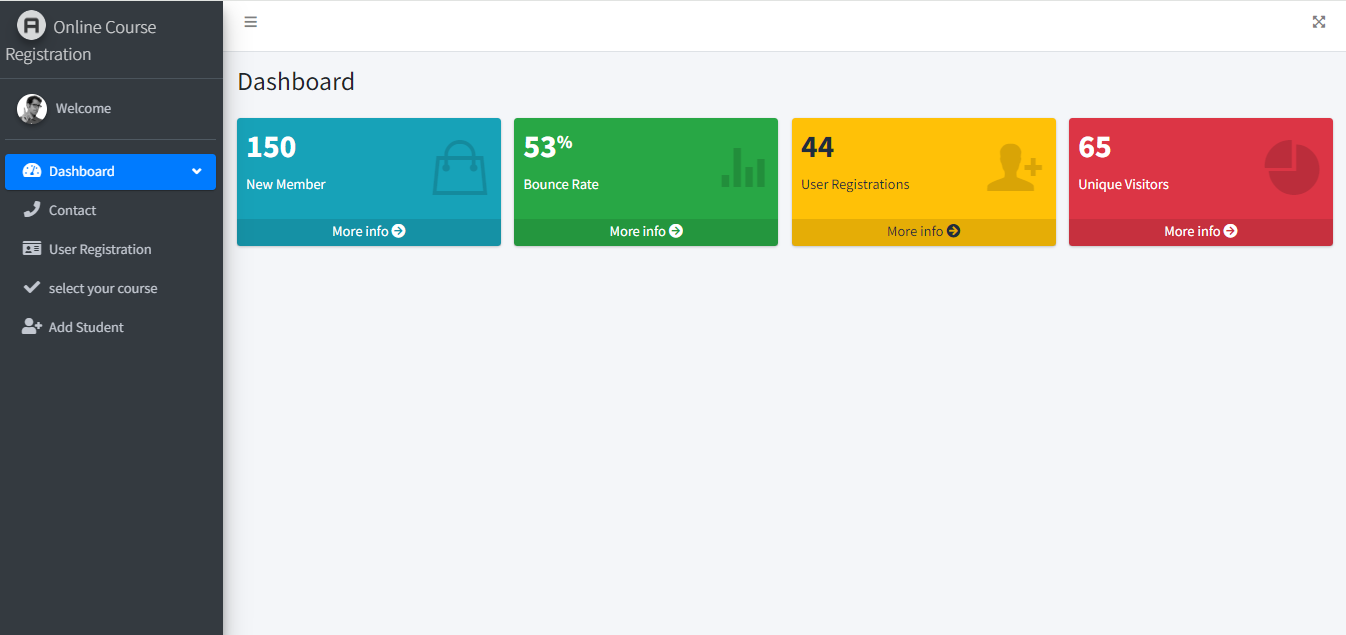 Online Course
Registration
Welcome
Dashboard
Contact
User Registration
select your course
Add Student
Dashboard
150
New Member
More info
53%
Bounce Rate
More info
44
User Registrations
More info
65
Unique Visitors
More info